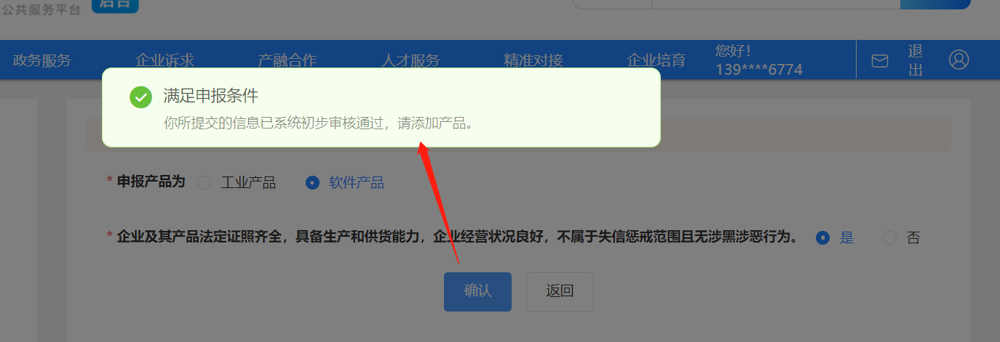 公共服务平台
后台
政务服务 企业诉求 产融合作 人才服务 精准对接 企业培育
您好!
139****6774
退出
满足申报条件
你所提交的信息已系统初步审核通过，请添加产品。
* 申报产品为 工业产品 软件产品
* 企业及其产品法定证照齐全，具备生产和供货能力，企业经营状况良好，不属于失信惩戒范围且无涉黑涉恶行为。 是 否
确认 返回